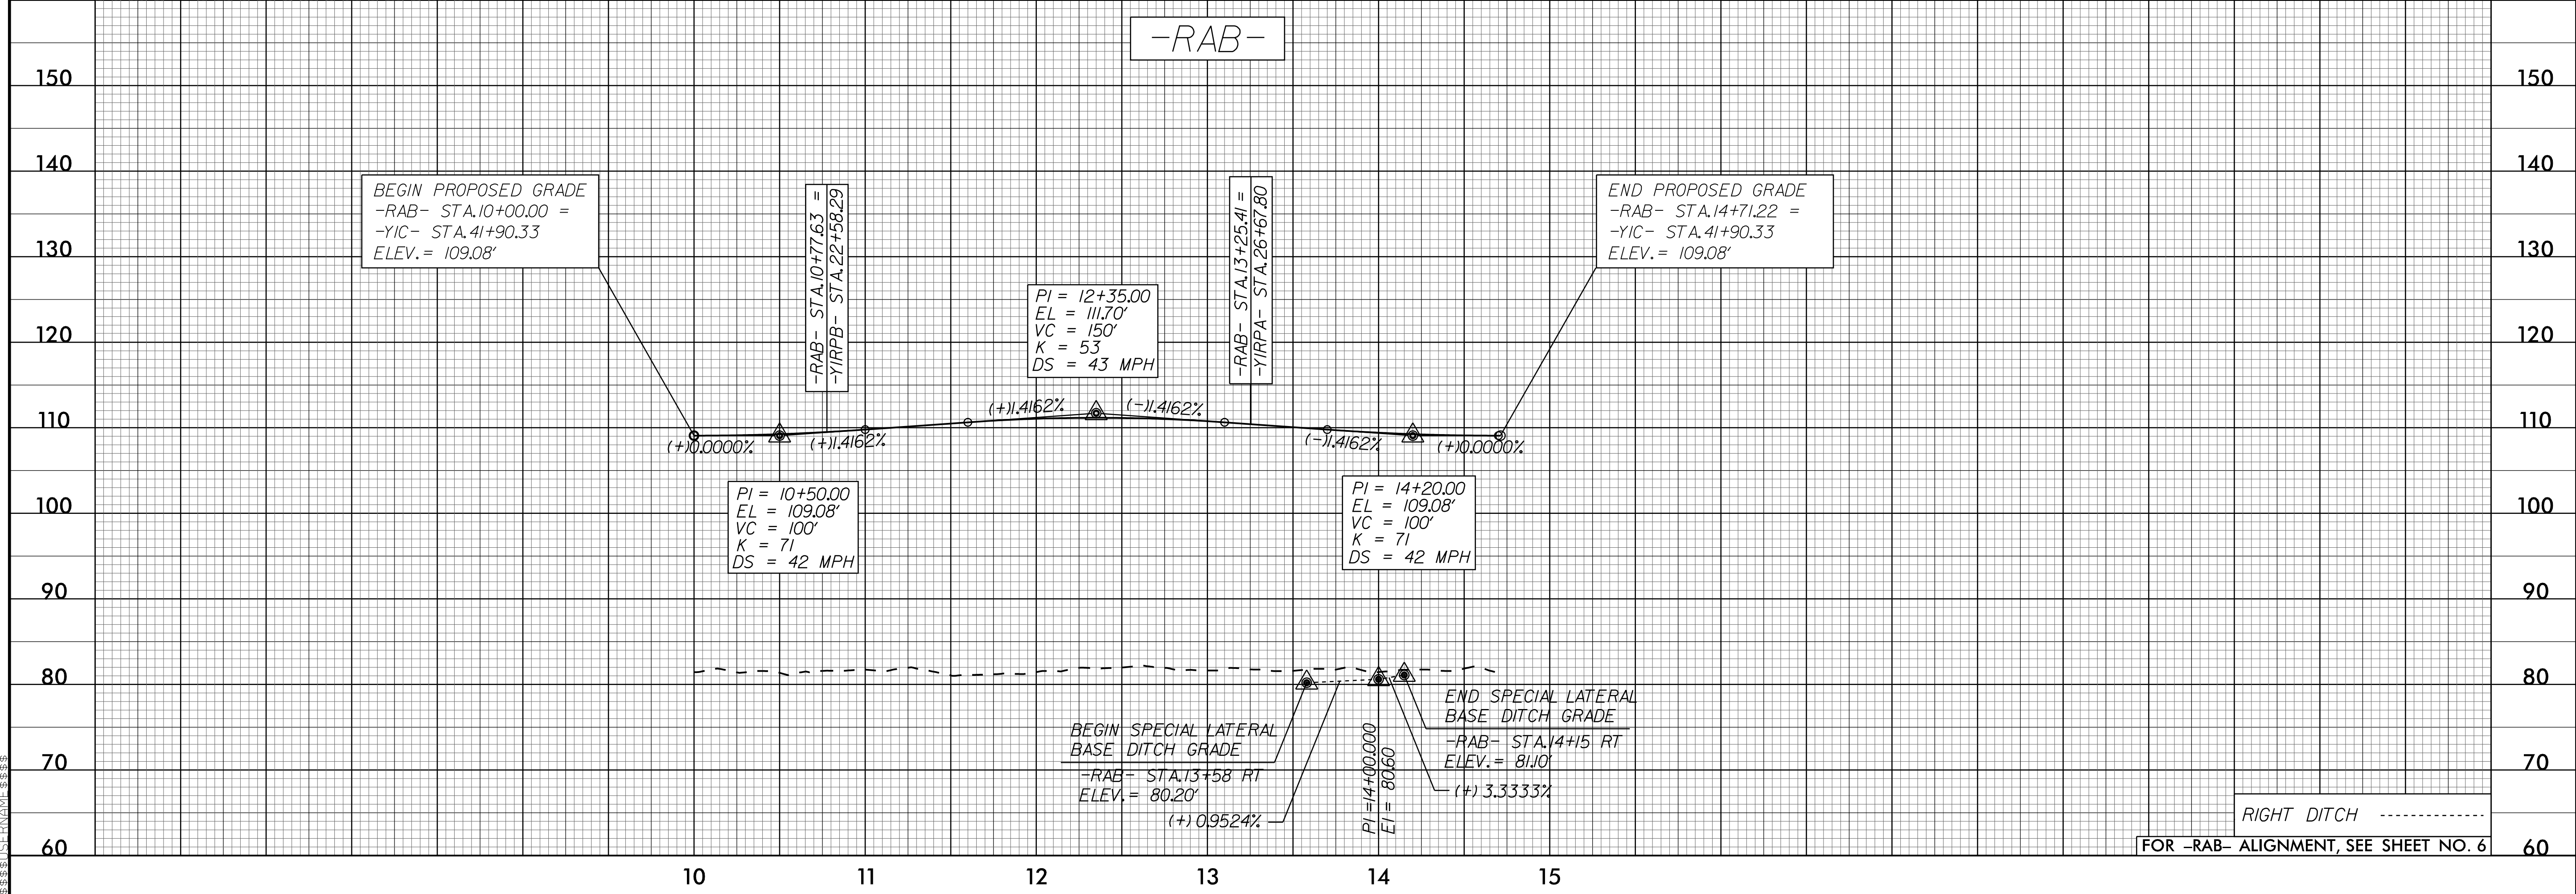 -RAB-
150
150
140
140
130
130
120
120
110
110
100
100
90
90
80
80
70
70
60
60
BEGIN PROPOSED GRADE
-RAB- STA.10+00.00 =
-Y1C- STA.41+90.33
ELEV.= 109.08'
-RAB- STA.10+77.63 =
-Y1RPB- STA.22+58.29
PI = 12+35.00
EL = 111.70'
VC = 150'
K = 53
DS = 43 MPH
-RAB- STA.13+25.41 =
-Y1RPA- STA.26+67.80
END PROPOSED GRADE
-RAB- STA.14+71.22 =
-Y1C- STA.41+90.33
ELEV.= 109.08'
(+)0.0000%
(+)1.4162%
(+)1.4162%
(-)1.4162%
(-)1.4162%
(+)0.0000%
PI = 10+50.00
EL = 109.08'
VC = 100'
K = 71
DS = 42 MPH
PI = 14+20.00
EL = 109.08'
VC = 100'
K = 71
DS = 42 MPH
BEGIN SPECIAL LATERAL
BASE DITCH GRADE
-RAB- STA.13+58 RT
ELEV.= 80.20'
(+) 0.9524%
PI=14+00.000
El = 80.60
END SPECIAL LATERAL
BASE DITCH GRADE
-RAB- STA.14+15 RT
ELEV.= 81.10'
(+) 3.3333%
RIGHT DITCH
FOR -RAB- ALIGNMENT, SEE SHEET NO. 6
10
11
12
13
14
15
$$$$USERNAME$$$$